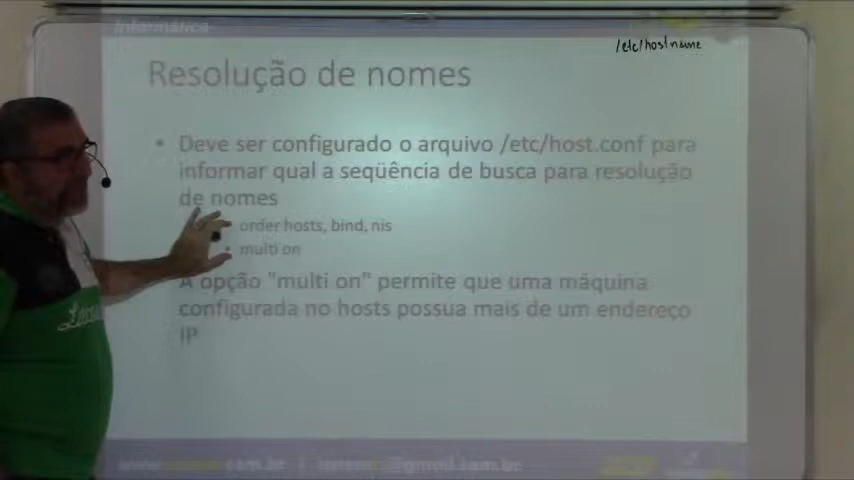 Informática
/etc/hostname
Resolução de nomes
• Deve ser configurado o arquivo /etc/host.conf para
informar qual a seqüência de busca para resolução
de nomes
order hosts, bind, nis
• multi on
A opção "multi on" permite que uma máquina
configurada no hosts possua mais de um endereço
IP